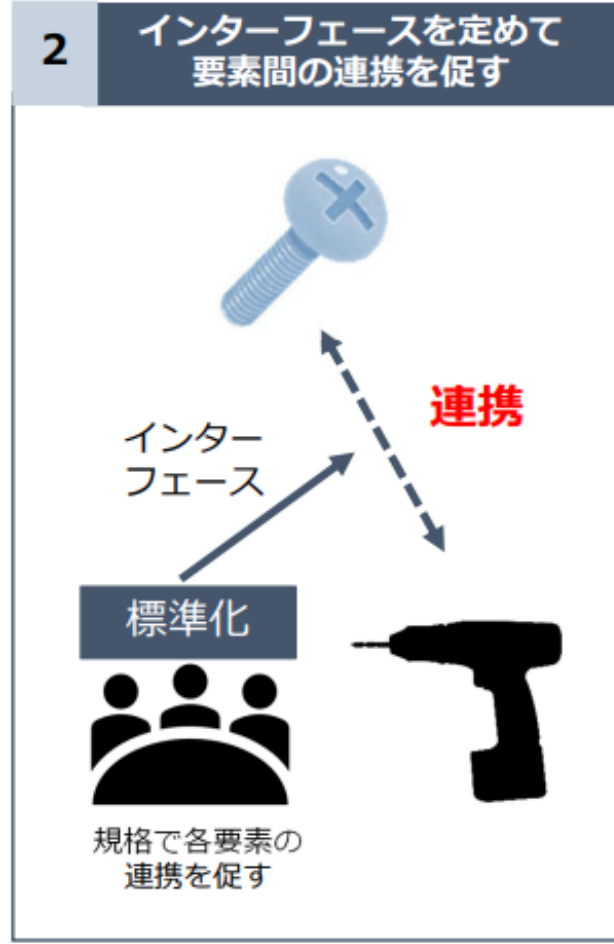 2
インターフェースを定めて
要素間の連携を促す
連携
インター
フェース
標準化
規格で各要素の
連携を促す